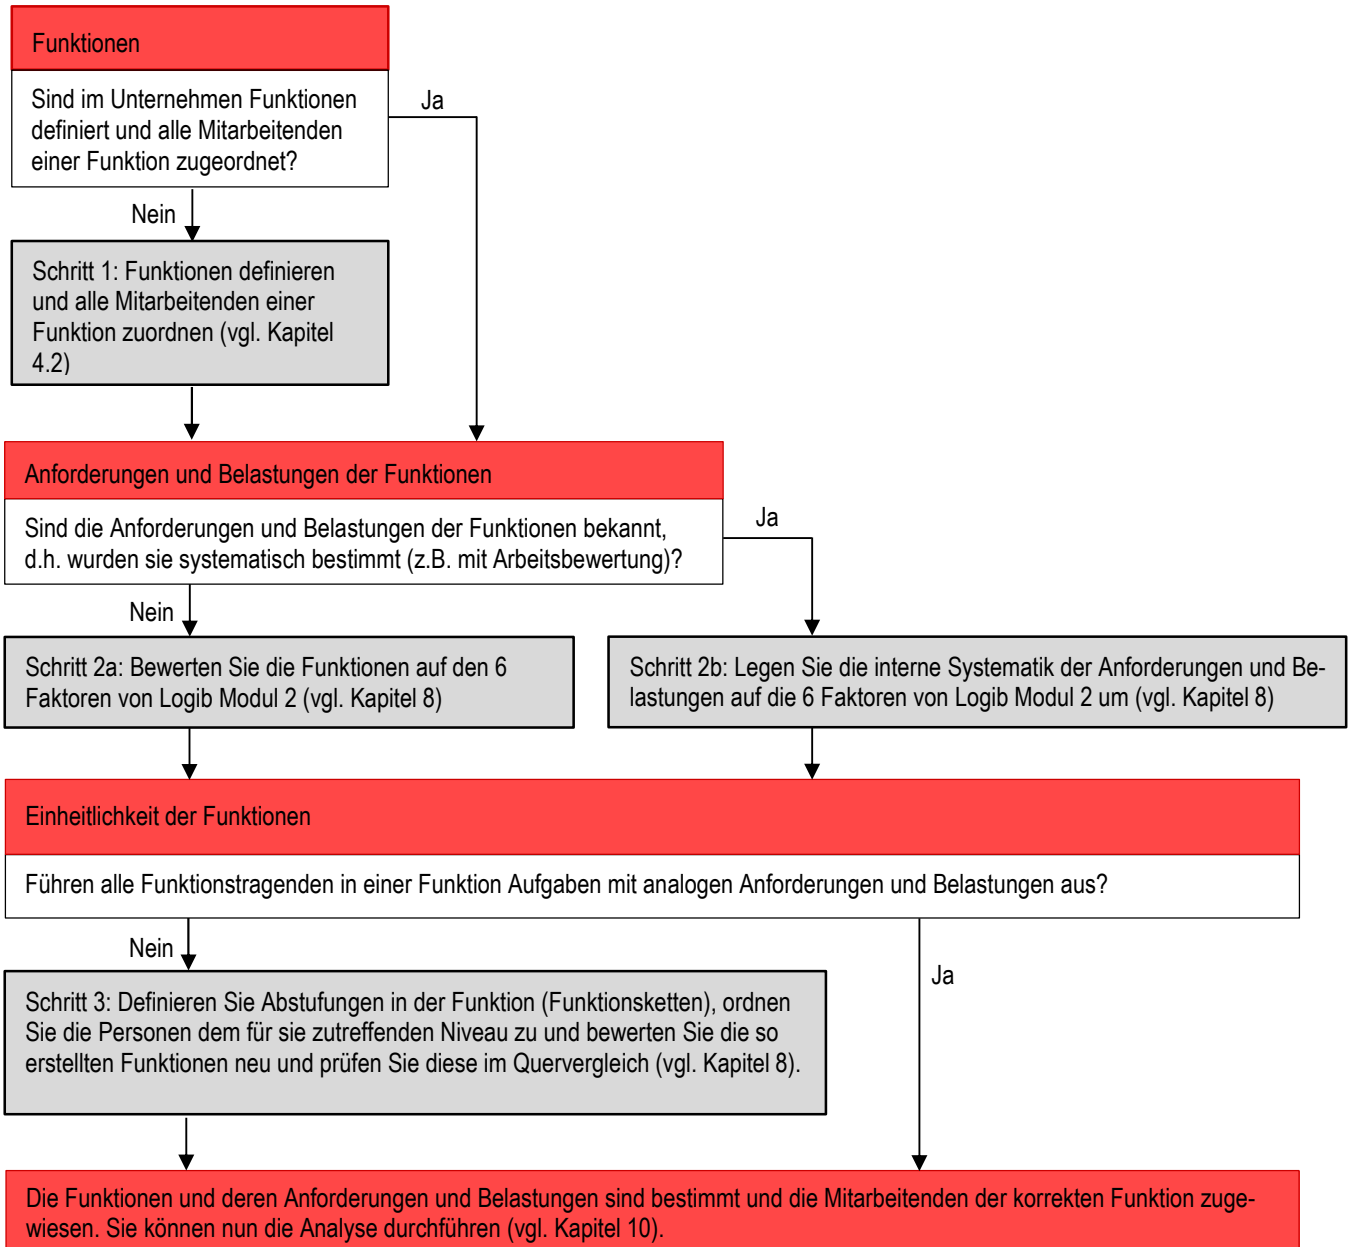 Funktionen
Sind im Unternehmen Funktionen
definiert und alle Mitarbeitenden
einer Funktion zugeordnet?
Ja
Nein
Schritt 1: Funktionen definieren
und alle Mitarbeitenden einer
Funktion zuordnen (vgl. Kapitel
4.2)
Anforderungen und Belastungen der Funktionen
Sind die Anforderungen und Belastungen der Funktionen bekannt,
d.h. wurden sie systematisch bestimmt (z.B. mit Arbeitsbewertung)?
Ja
Nein
Schritt 2a: Bewerten Sie die Funktionen auf den 6
Faktoren von Logib Modul 2 (vgl. Kapitel 8)
Schritt 2b: Legen Sie die interne Systematik der Anforderungen und Be-
lastungen auf die 6 Faktoren von Logib Modul 2 um (vgl. Kapitel 8)
Einheitlichkeit der Funktionen
Führen alle Funktionstragenden in einer Funktion Aufgaben mit analogen Anforderungen und Belastungen aus?
Nein
Ja
Schritt 3: Definieren Sie Abstufungen in der Funktion (Funktionsketten), ordnen
Sie die Personen dem für sie zutreffenden Niveau zu und bewerten Sie die so
erstellten Funktionen neu und prüfen Sie diese im Quervergleich (vgl. Kapitel 8).
Die Funktionen und deren Anforderungen und Belastungen sind bestimmt und die Mitarbeitenden der korrekten Funktion zuge-
wiesen. Sie können nun die Analyse durchführen (vgl. Kapitel 10).